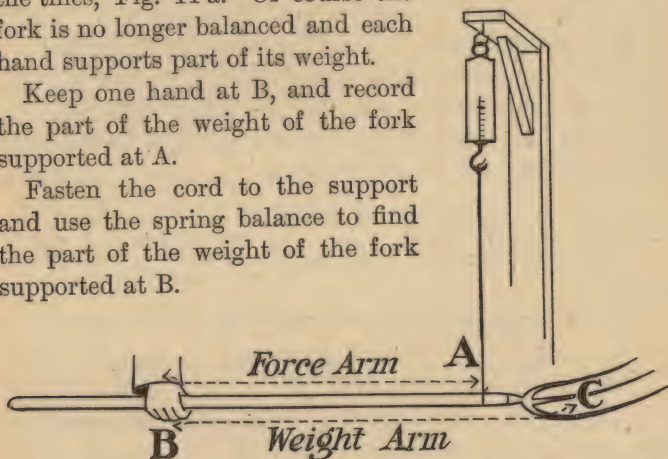 the tines, Fig. 11a. Of course the
fork is no longer balanced and each
hand supports part of its weight.
Keep one hand at B, and record
the part of the weight of the fork
supported at A.
Fasten the cord to the support
and use the spring balance to find
the part of the weight of the fork
supported at B.
Force Arm
A
C
B
Weight Arm